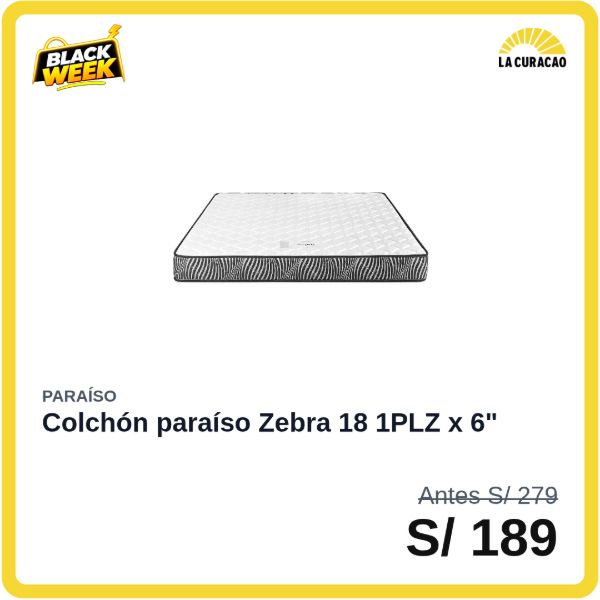 BLACK
WEEK
LA CURACAO
PARAÍSO
Colchón paraíso Zebra 18 1PLZ x 6"
Antes S/ 279
S/ 189